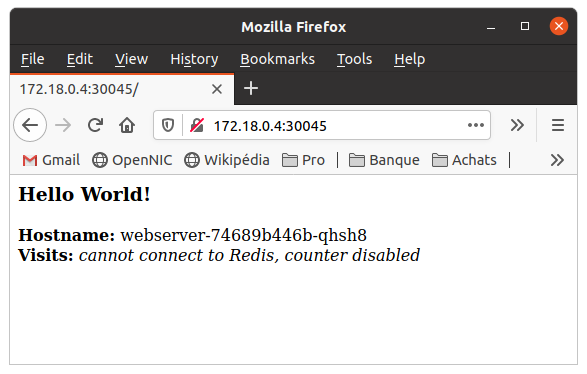 Mozilla Firefox
File Edit View History Bookmarks Tools Help
172.18.0.4:30045/
172.18.0.4:30045
Gmail OpenNIC Wikipédia Pro Banque Achats
Hello World!
Hostname: webserver-74689b446b-qhsh8
Visits: cannot connect to Redis, counter disabled